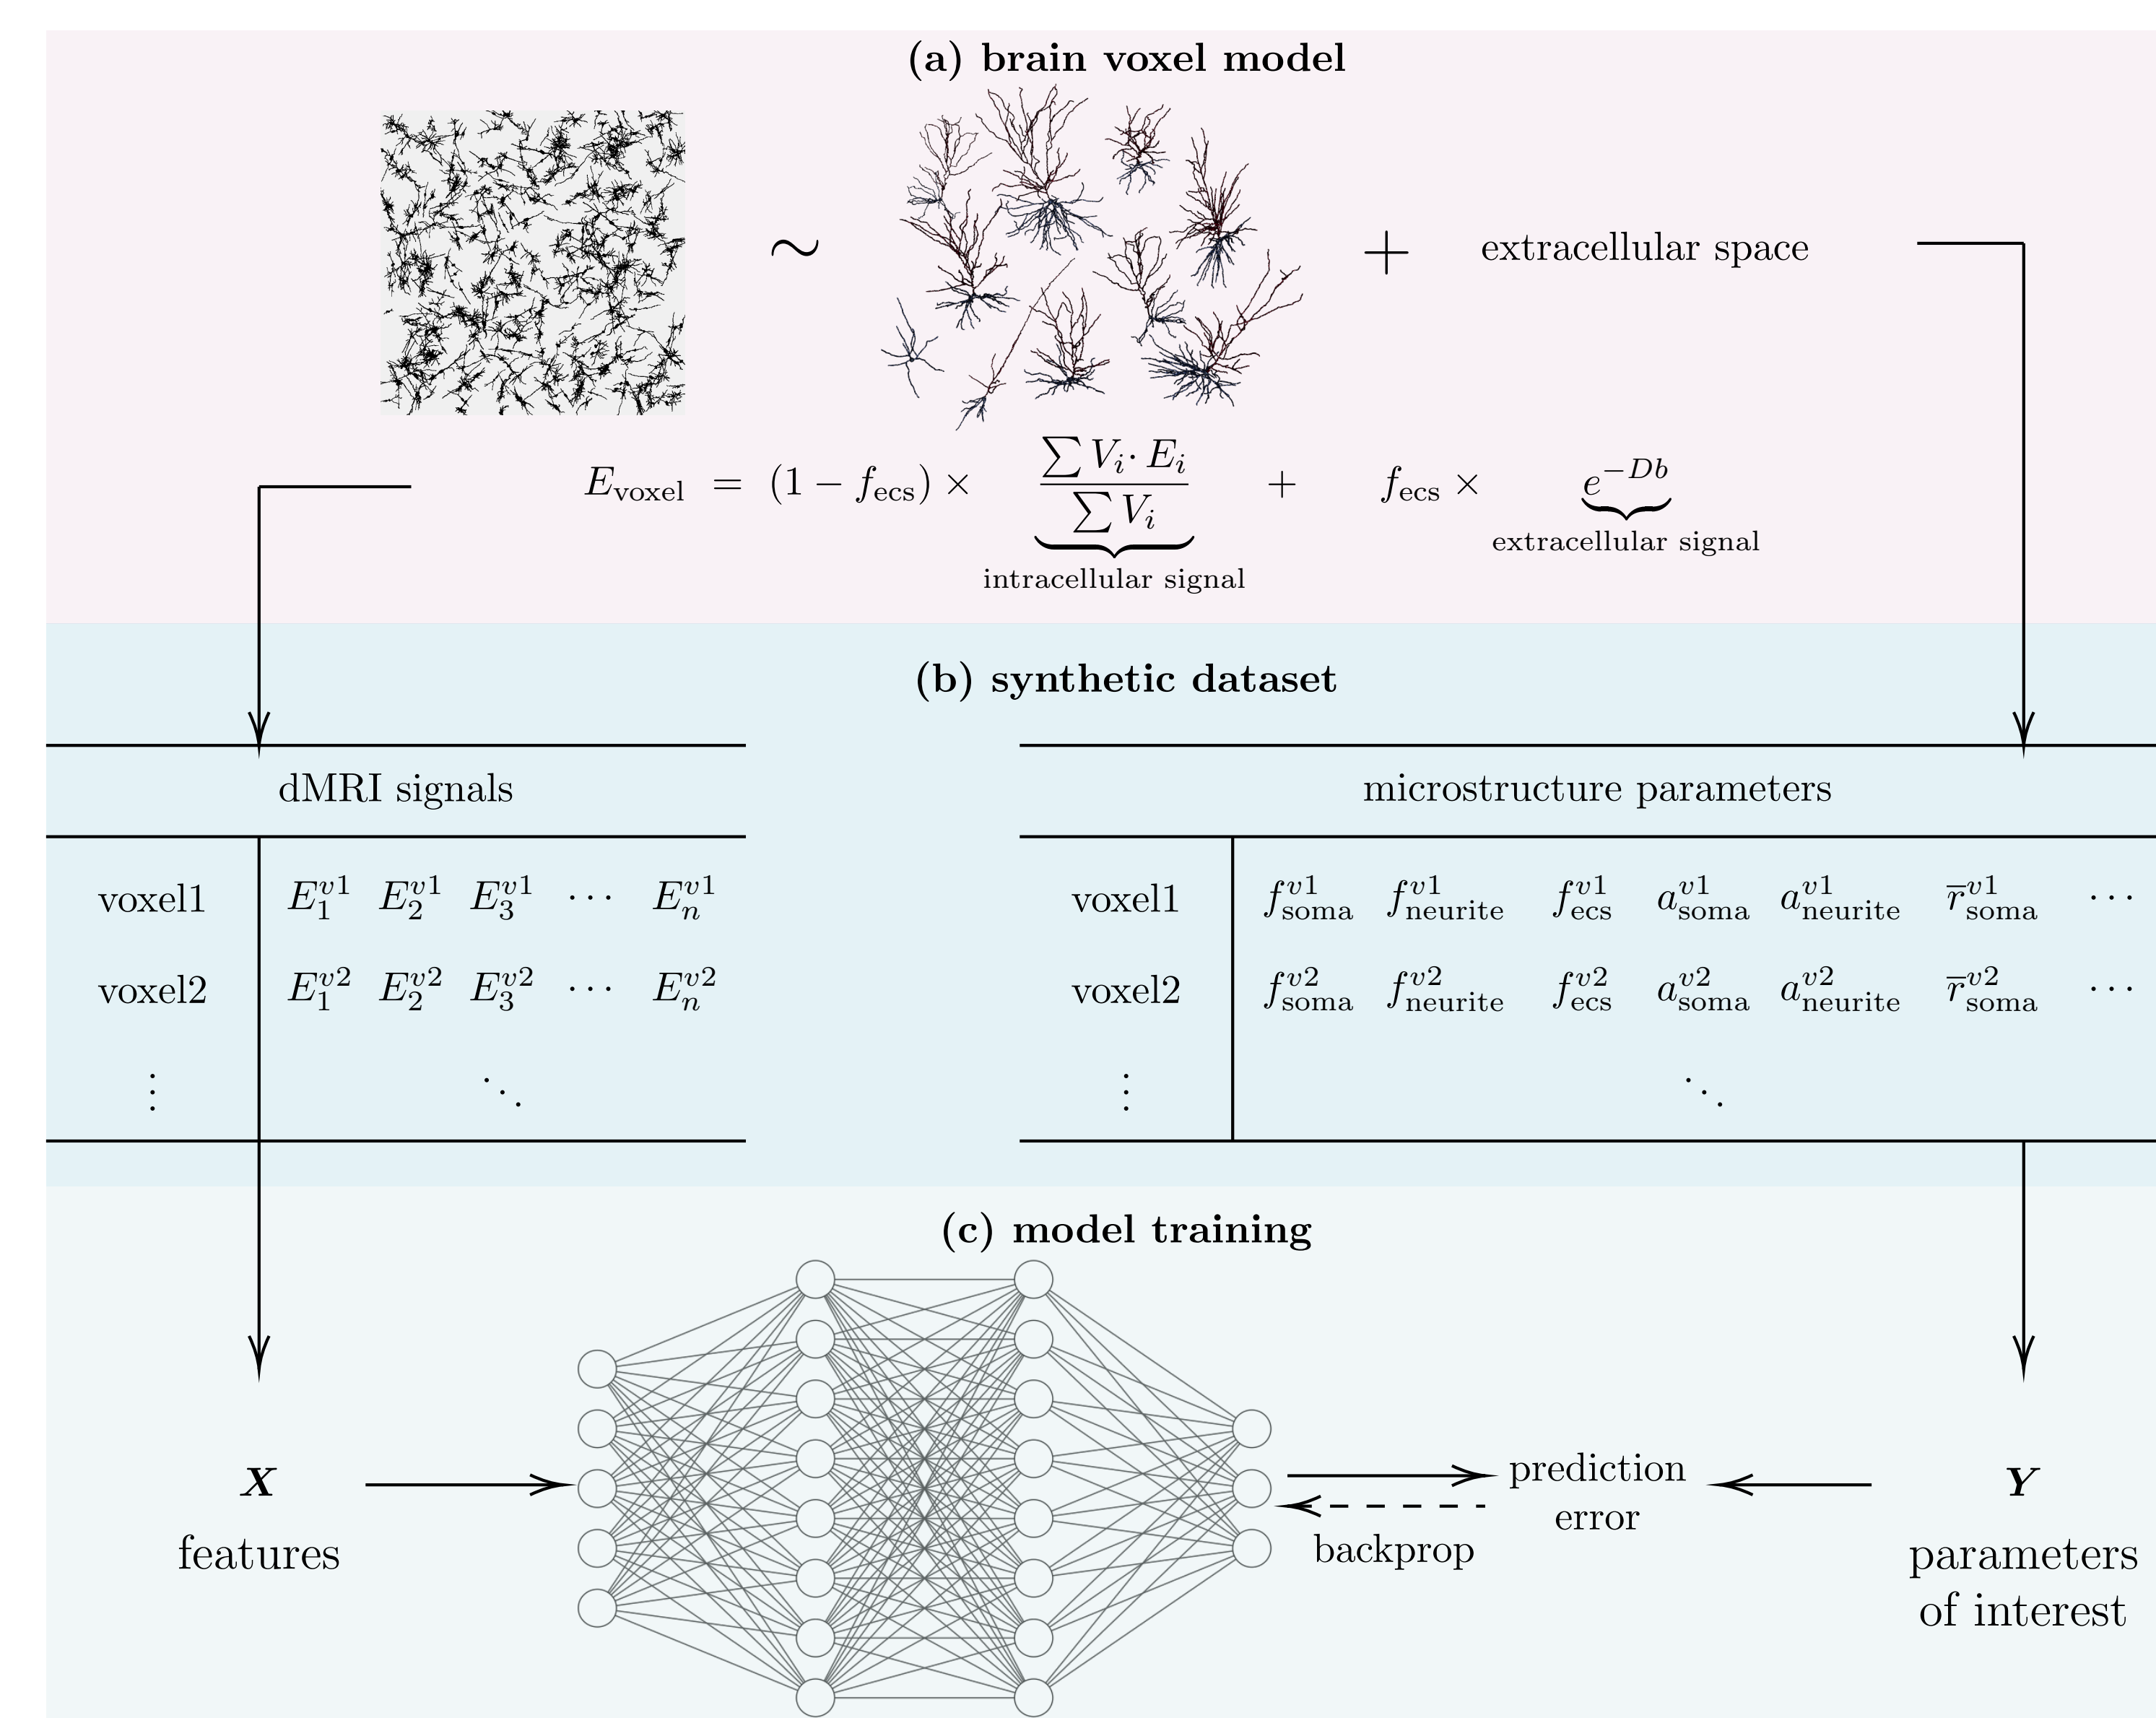 (a) brain voxel model
∼ + extracellular space
E_voxel = (1 − f_ecs) × \frac{∑ V_i · E_i}{∑ V_i} + f_ecs × e^{−Db}
extracellular signal
intracellular signal
(b) synthetic dataset
dMRI signals
voxel1 E_1^{v1} E_2^{v1} E_3^{v1} ⋯ E_n^{v1}
voxel2 E_1^{v2} E_2^{v2} E_3^{v2} ⋯ E_n^{v2}
⋮ ⋱
microstructure parameters
voxel1 f_soma^{v1} f_neurite^{v1} f_ecs^{v1} a_soma^{v1} a_neurite^{v1} r̅_soma^{v1} ⋯
voxel2 f_soma^{v2} f_neurite^{v2} f_ecs^{v2} a_soma^{v2} a_neurite^{v2} r̅_soma^{v2} ⋯
⋮ ⋱
(c) model training
X
features
prediction
error
backprop
Y
parameters
of interest